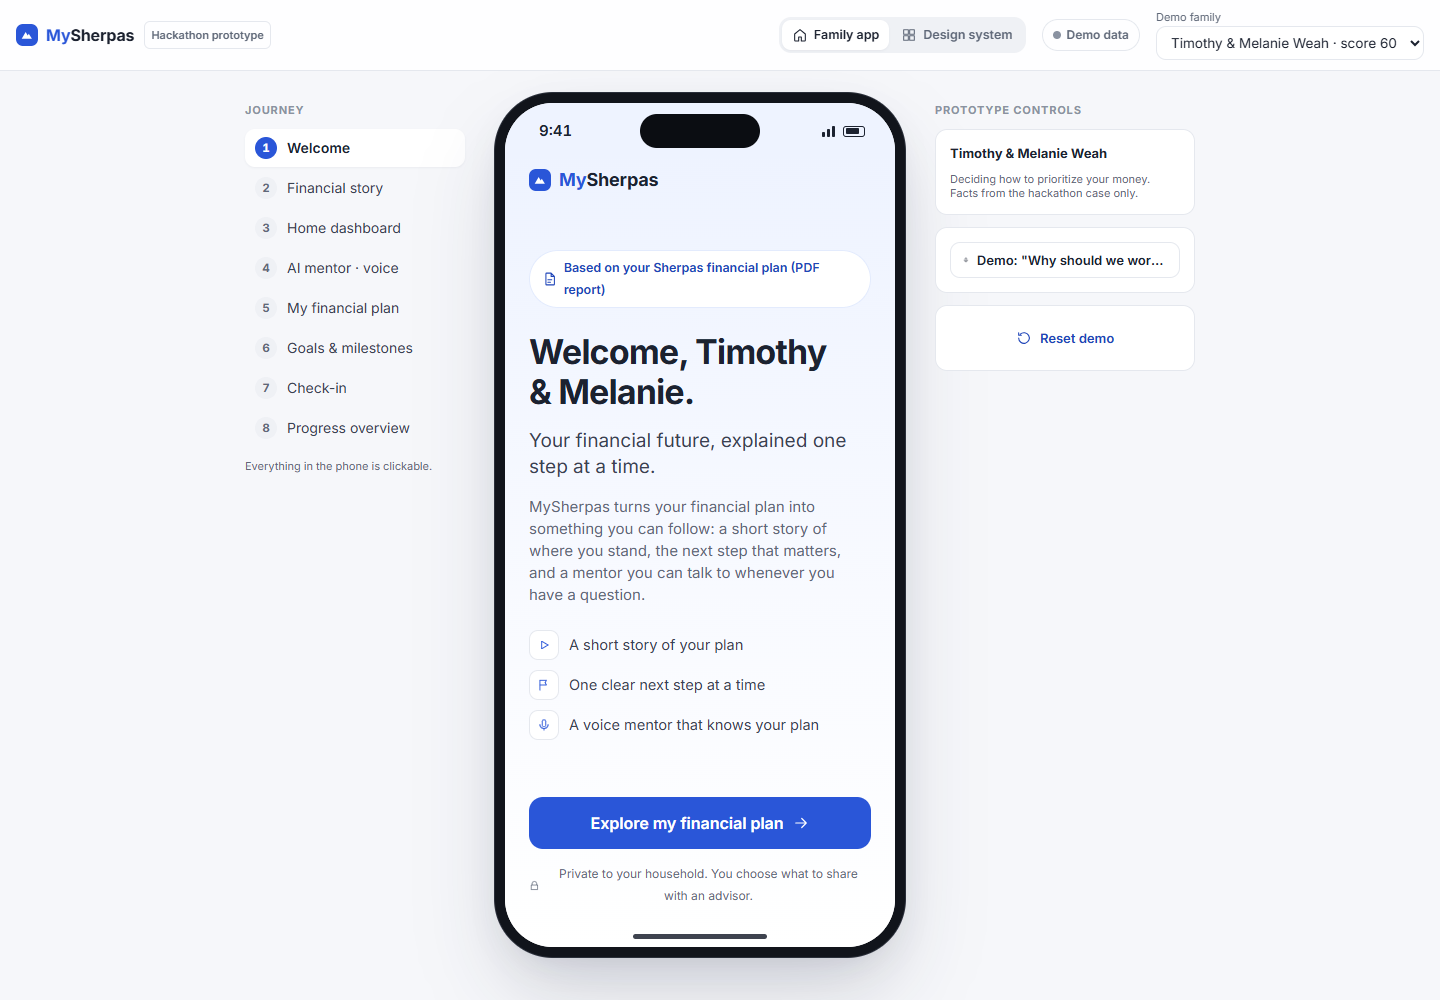 MySherpas
Hackathon prototype
Family app
Design system
Demo data
Demo family
Timothy & Melanie Weah · score 60
JOURNEY
1 Welcome
2 Financial story
3 Home dashboard
4 AI mentor · voice
5 My financial plan
6 Goals & milestones
7 Check-in
8 Progress overview
Everything in the phone is clickable.
9:41
MySherpas
Based on your Sherpas financial plan (PDF
report)
Welcome, Timothy
& Melanie.
Your financial future, explained one
step at a time.
MySherpas turns your financial plan into
something you can follow: a short story of
where you stand, the next step that matters,
and a mentor you can talk to whenever you
have a question.
A short story of your plan
One clear next step at a time
A voice mentor that knows your plan
Explore my financial plan
Private to your household. You choose what to share
with an advisor.
PROTOTYPE CONTROLS
Timothy & Melanie Weah
Deciding how to prioritize your money.
Facts from the hackathon case only.
Demo: "Why should we wor...
Reset demo